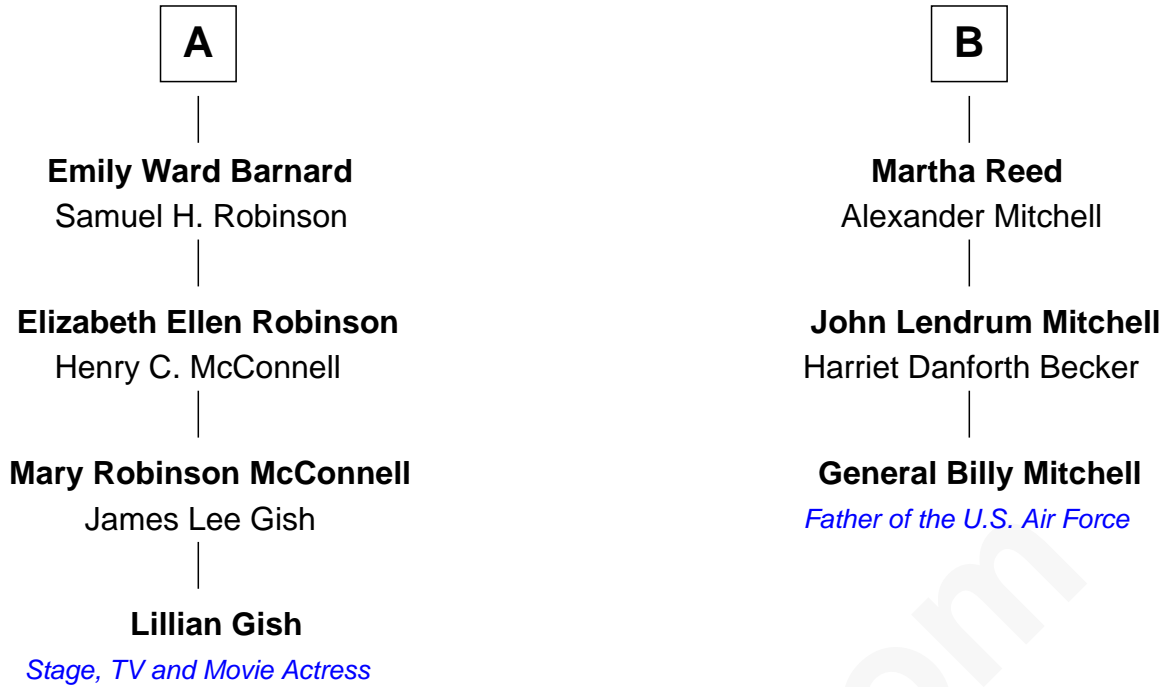 A
Emily Ward Barnard
Samuel H. Robinson
Elizabeth Ellen Robinson
Henry C. McConnell
Mary Robinson McConnell
James Lee Gish
Lillian Gish
Stage, TV and Movie Actress
B
Martha Reed
Alexander Mitchell
John Lendrum Mitchell
Harriet Danforth Becker
General Billy Mitchell
Father of the U.S. Air Force
om